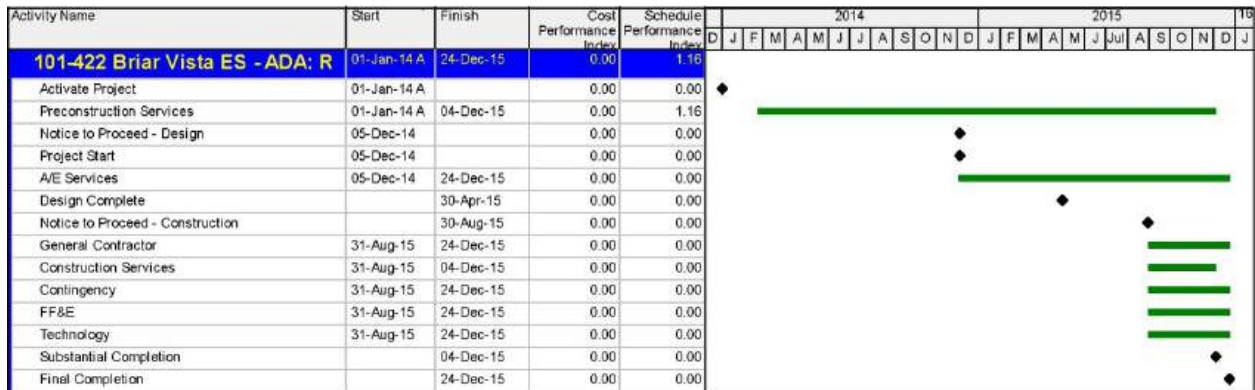 Activity Name Start Finish Cost Performance Index Schedule Performance Index 2014 2015 16
D J F M A M J J A S O N D J F M A M J Jul A S O N D J
101-422 Briar Vista ES - ADA: R 01-Jan-14 A 24-Dec-15 0.00 1.16
Activate Project 01-Jan-14 A 0.00 0.00
Preconstruction Services 01-Jan-14 A 04-Dec-15 0.00 1.16
Notice to Proceed - Design 05-Dec-14 0.00 0.00
Project Start 05-Dec-14 0.00 0.00
A/E Services 05-Dec-14 24-Dec-15 0.00 0.00
Design Complete 30-Apr-15 0.00 0.00
Notice to Proceed - Construction 30-Aug-15 0.00 0.00
General Contractor 31-Aug-15 24-Dec-15 0.00 0.00
Construction Services 31-Aug-15 04-Dec-15 0.00 0.00
Contingency 31-Aug-15 24-Dec-15 0.00 0.00
FF&E 31-Aug-15 24-Dec-15 0.00 0.00
Technology 31-Aug-15 24-Dec-15 0.00 0.00
Substantial Completion 04-Dec-15 0.00 0.00
Final Completion 24-Dec-15 0.00 0.00